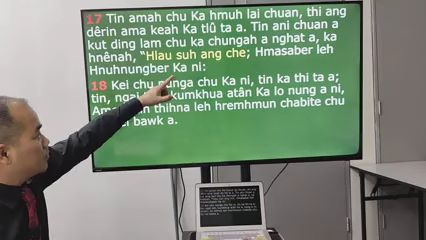 17 Tin amah chu Ka hmuh lai chuan, thi ang
dêrin ama keah Ka tlû ta a. Tin ani chuan a
kut ding lam chu ka chungah a nghat a, ka
hnênah, "Hlau suh ang che; Hmasaber leh
Hnuhnungber Ka ni:
18 Kei chu nunga chu Ka ni, tin ka thi ta a;
tin, kumkhua atân Ka lo nung a ni,
thihna leh hremhmun chabite chu
bawk a.